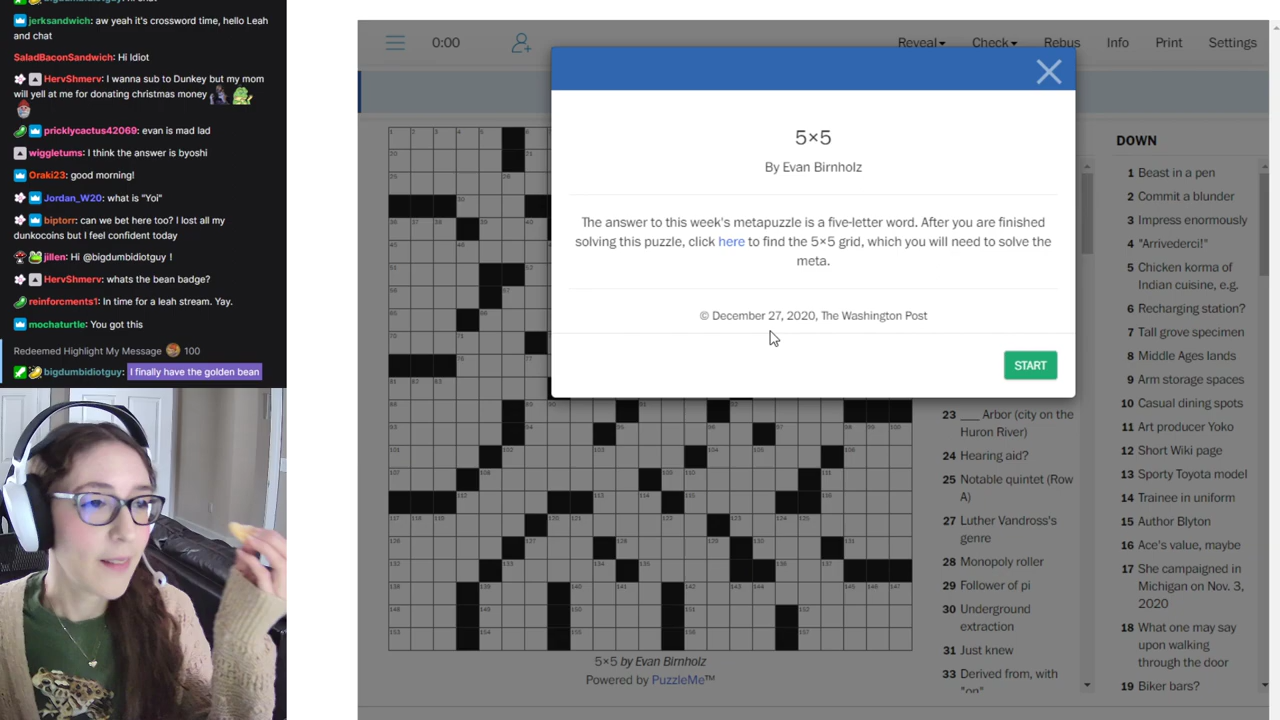 jerksandwich: aw yeah it's crossword time, hello Leah
and chat
SaladBaconSandwich: Hi Idiot
HervShmerv: I wanna sub to Dunkey but my mom
will yell at me for donating christmas money
pricklycactus42069: evan is mad lad
wiggletums: I think the answer is byoshi
Oraki23: good morning!
Jordan_W20: what is "Yoi"
biptorr: can we bet here too? I lost all my
dunkocoins but I feel confident today
jillen: Hi @bigdumbidiotguy !
HervShmerv: whats the bean badge?
reinforcments1: In time for a leah stream. Yay.
mochaturtle: You got this
Redeemed Highlight My Message 100
bigdumbidiotguy: I finally have the golden bean
0:00
Reveal
Check
Rebus
Info
Print
Settings
5×5
By Evan Birnholz
The answer to this week's metapuzzle is a five-letter word. After you are finished
solving this puzzle, click here to find the 5×5 grid, which you will need to solve the
meta.
© December 27, 2020, The Washington Post
START
5×5 by Evan Birnholz
Powered by PuzzleMe™
23 ___ Arbor (city on the
Huron River)
24 Hearing aid?
25 Notable quintet (Row
A)
27 Luther Vandross's
genre
28 Monopoly roller
29 Follower of pi
30 Underground
extraction
31 Just knew
33 Derived from, with
"on"
DOWN
1 Beast in a pen
2 Commit a blunder
3 Impress enormously
4 "Arrivederci!"
5 Chicken korma of
Indian cuisine, e.g.
6 Recharging station?
7 Tall grove specimen
8 Middle Ages lands
9 Arm storage spaces
10 Casual dining spots
11 Art producer Yoko
12 Short Wiki page
13 Sporty Toyota model
14 Trainee in uniform
15 Author Blyton
16 Ace's value, maybe
17 She campaigned in
Michigan on Nov. 3,
2020
18 What one may say
upon walking
through the door
19 Biker bars?